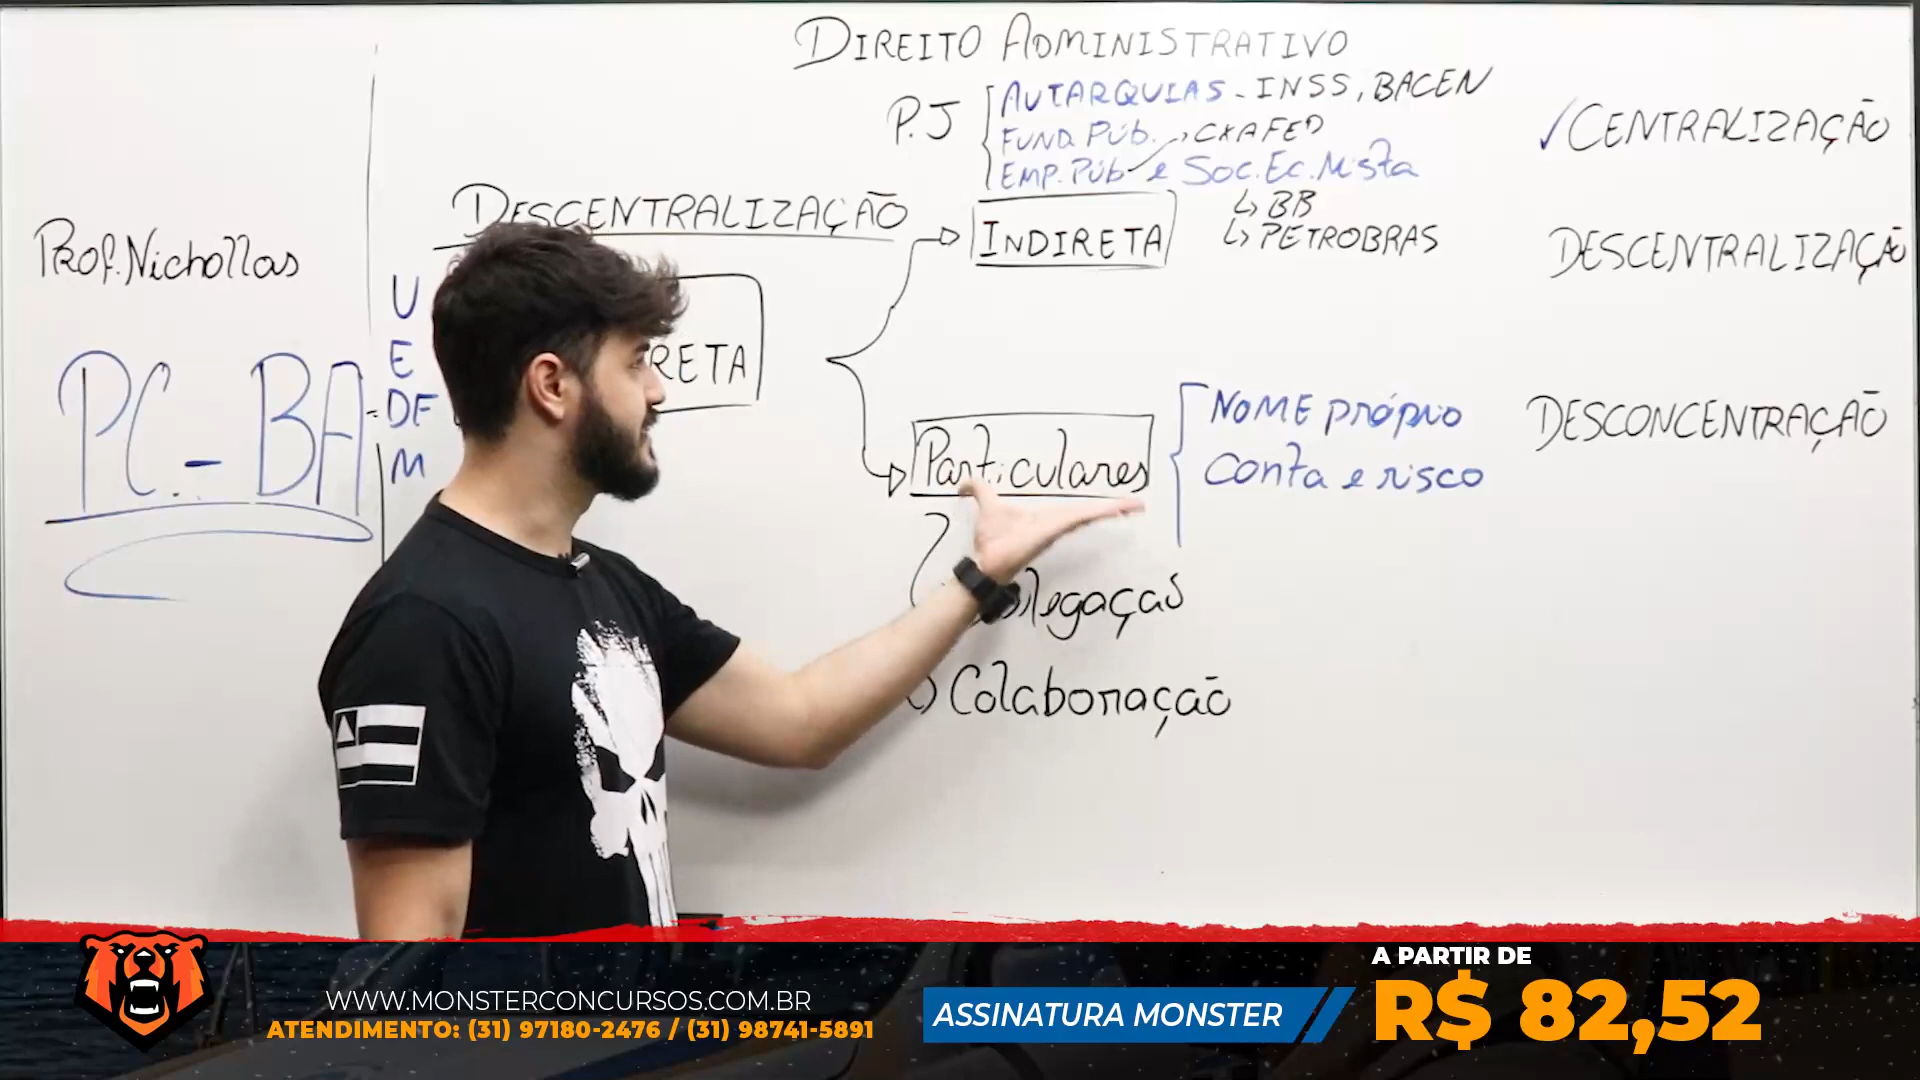 DIREITO ADMINISTRATIVO
P.J
AUTARQUIAS - INSS, BACEN
FUND. PÚB.
CXAFED
EMP. PÚB e SOC. Ec. Mista
↳ BB
↳ PETROBRAS
INDIRETA
DESCENTRALIZAÇÃO
Prof. Nichollas
PC-BA
U
E
DF
M
RETA
Particulares
NOME próprio
Conta e risco
legação
Colaboração
✓CENTRALIZAÇÃO
DESCENTRALIZAÇÃO
DESCONCENTRAÇÃO
WWW.MONSTERCONCURSOS.COM.BR
ATENDIMENTO: (31) 97180-2476 / (31) 98741-5891
ASSINATURA MONSTER
A PARTIR DE
R$ 82,52